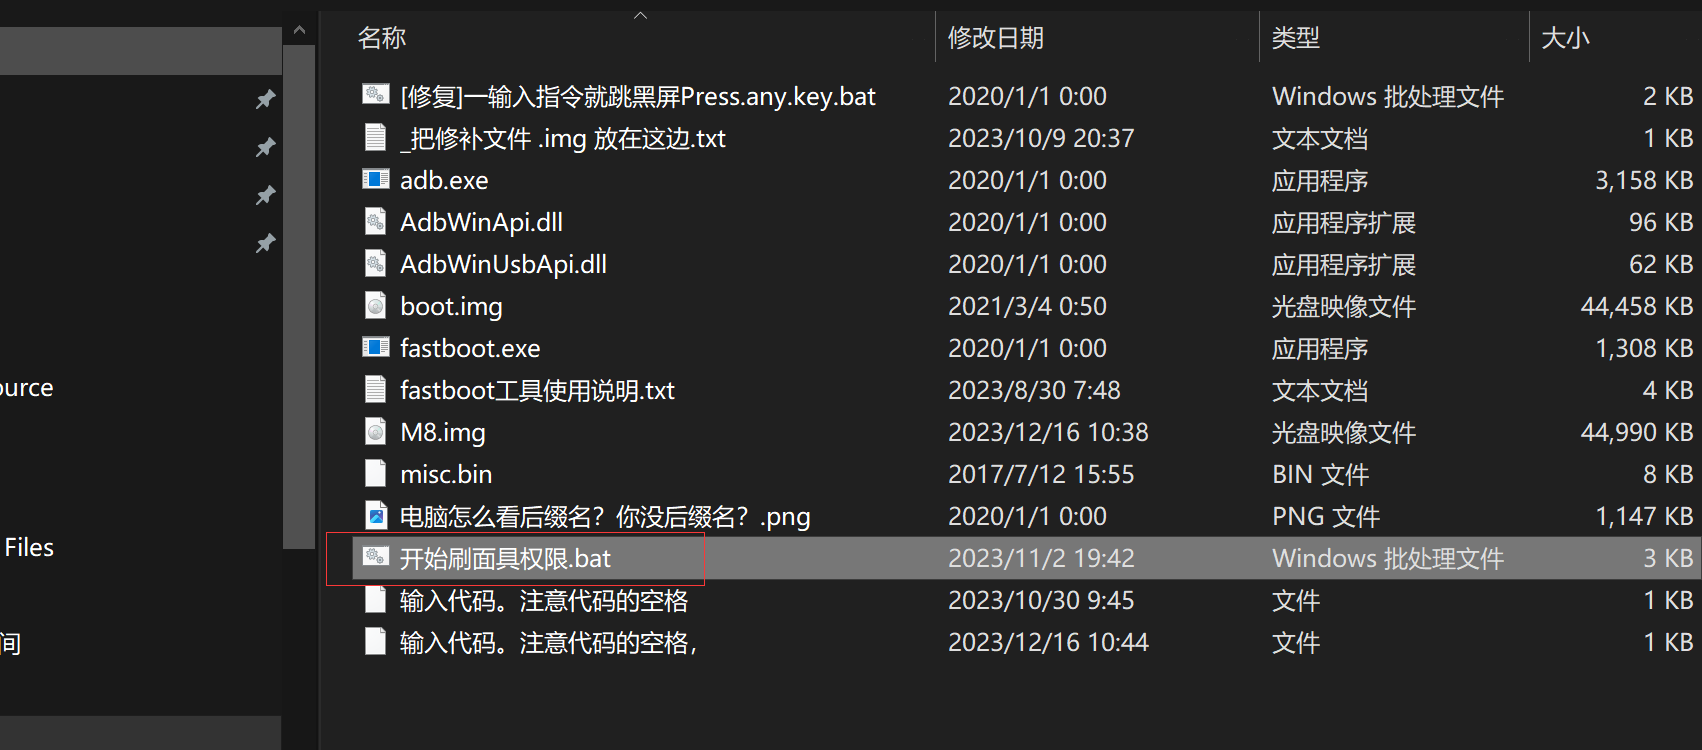 名称 修改日期 类型 大小
[修复]一输入指令就跳黑屏Press.any.key.bat 2020/1/1 0:00 Windows 批处理文件 2 KB
_把修补文件 .img 放在这边.txt 2023/10/9 20:37 文本文档 1 KB
adb.exe 2020/1/1 0:00 应用程序 3,158 KB
AdbWinApi.dll 2020/1/1 0:00 应用程序扩展 96 KB
AdbWinUsbApi.dll 2020/1/1 0:00 应用程序扩展 62 KB
boot.img 2021/3/4 0:50 光盘映像文件 44,458 KB
fastboot.exe 2020/1/1 0:00 应用程序 1,308 KB
ource fastboot工具使用说明.txt 2023/8/30 7:48 文本文档 4 KB
M8.img 2023/12/16 10:38 光盘映像文件 44,990 KB
misc.bin 2017/7/12 15:55 BIN 文件 8 KB
电脑怎么看后缀名？你没后缀名？.png 2020/1/1 0:00 PNG 文件 1,147 KB
Files 开始刷面具权限.bat 2023/11/2 19:42 Windows 批处理文件 3 KB
输入代码。注意代码的空格 2023/10/30 9:45 文件 1 KB
间 输入代码。注意代码的空格, 2023/12/16 10:44 文件 1 KB